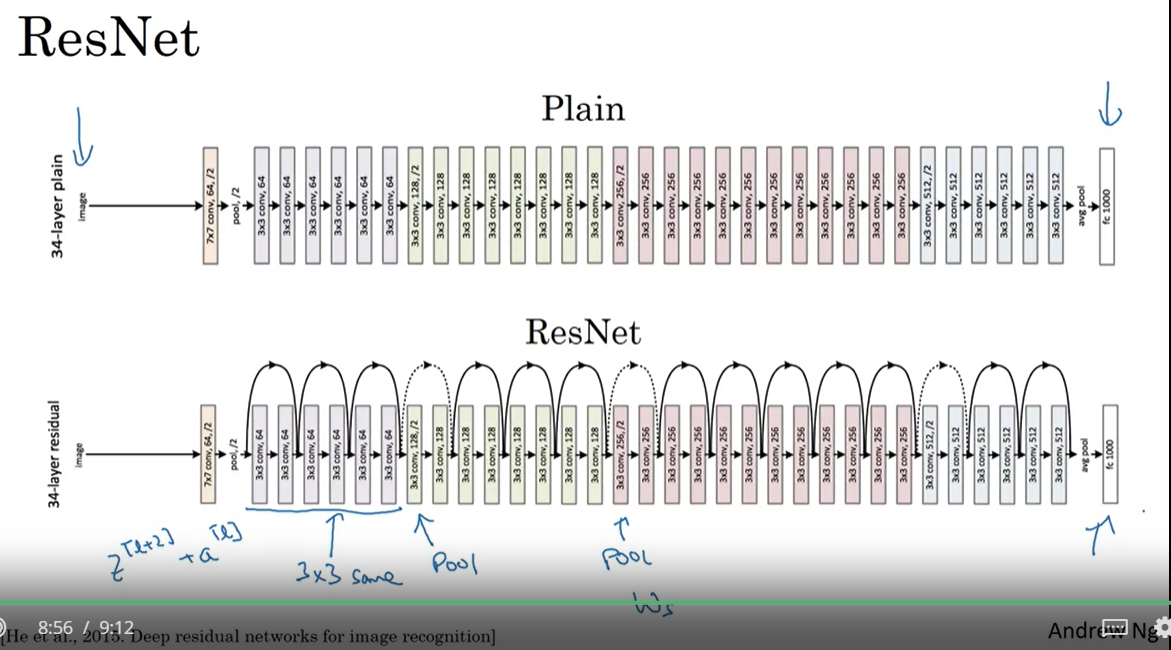 ResNet
Plain
34-layer plain
image
7x7 conv, 64, /2
pool, /2
3x3 conv, 64
3x3 conv, 64
3x3 conv, 64
3x3 conv, 64
3x3 conv, 64
3x3 conv, 64
3x3 conv, 128, /2
3x3 conv, 128
3x3 conv, 128
3x3 conv, 128
3x3 conv, 128
3x3 conv, 128
3x3 conv, 128
3x3 conv, 128
3x3 conv, 256, /2
3x3 conv, 256
3x3 conv, 256
3x3 conv, 256
3x3 conv, 256
3x3 conv, 256
3x3 conv, 256
3x3 conv, 256
3x3 conv, 256
3x3 conv, 256
3x3 conv, 256
3x3 conv, 256
3x3 conv, 512, /2
3x3 conv, 512
3x3 conv, 512
3x3 conv, 512
3x3 conv, 512
3x3 conv, 512
avg pool
fc 1000
ResNet
34-layer residual
image
7x7 conv, 64, /2
pool, /2
3x3 conv, 64
3x3 conv, 64
3x3 conv, 64
3x3 conv, 64
3x3 conv, 64
3x3 conv, 64
3x3 conv, 128, /2
3x3 conv, 128
3x3 conv, 128
3x3 conv, 128
3x3 conv, 128
3x3 conv, 128
3x3 conv, 128
3x3 conv, 128
3x3 conv, 256, /2
3x3 conv, 256
3x3 conv, 256
3x3 conv, 256
3x3 conv, 256
3x3 conv, 256
3x3 conv, 256
3x3 conv, 256
3x3 conv, 256
3x3 conv, 256
3x3 conv, 256
3x3 conv, 256
3x3 conv, 512, /2
3x3 conv, 512
3x3 conv, 512
3x3 conv, 512
3x3 conv, 512
3x3 conv, 512
avg pool
fc 1000
z[l+2] + a[l]
3x3 same
Pool
Pool
Ws
8:56 / 9:12
[He et al., 2015. Deep residual networks for image recognition]
Andrew Ng